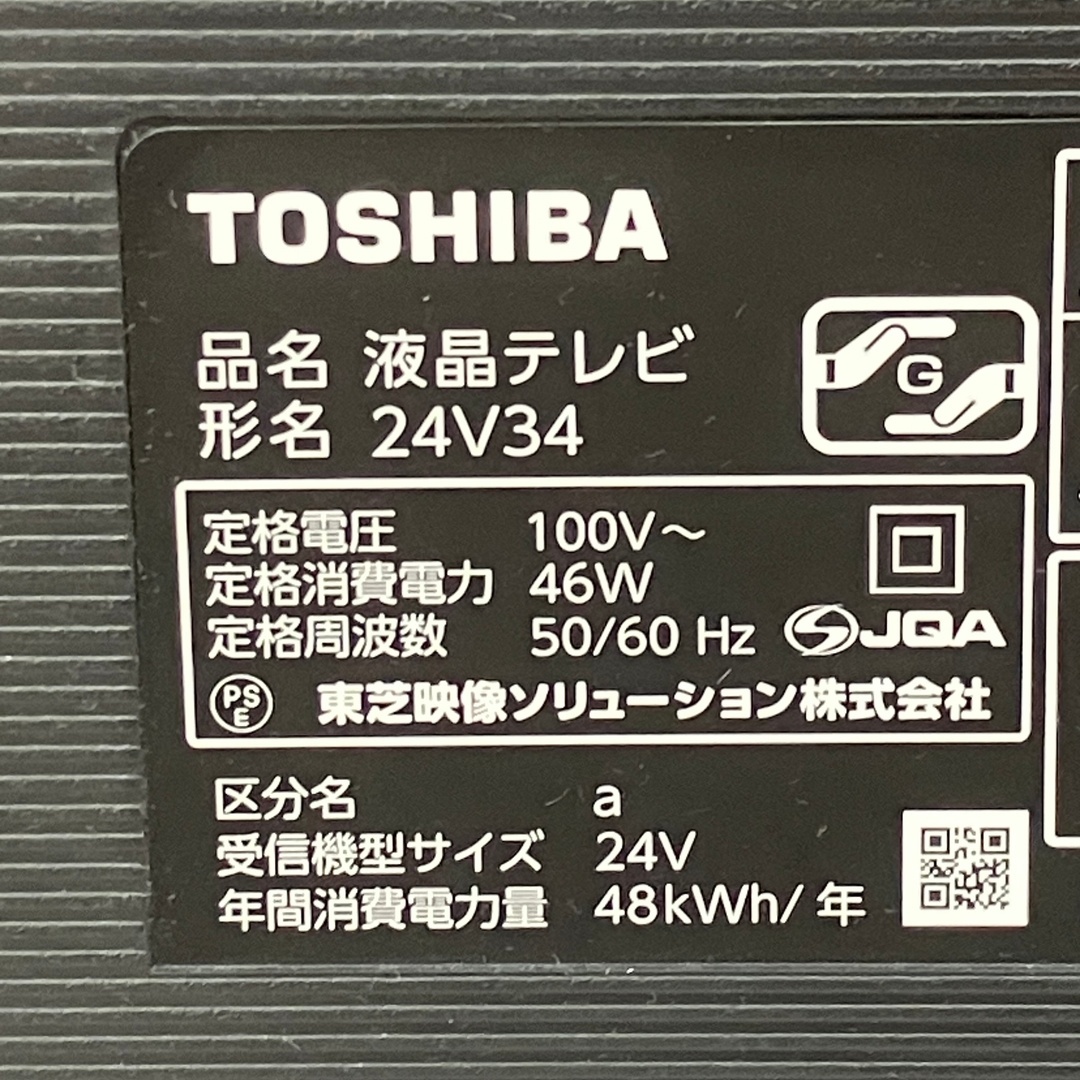 TOSHIBA
品名 液晶テレビ
形名 24V34
G
定格電圧 100V～
定格消費電力 46W
定格周波数 50/60 Hz
JQA
PS
E
東芝映像ソリューション株式会社
区分名 a
受信機型サイズ 24V
年間消費電力量 48kWh/年